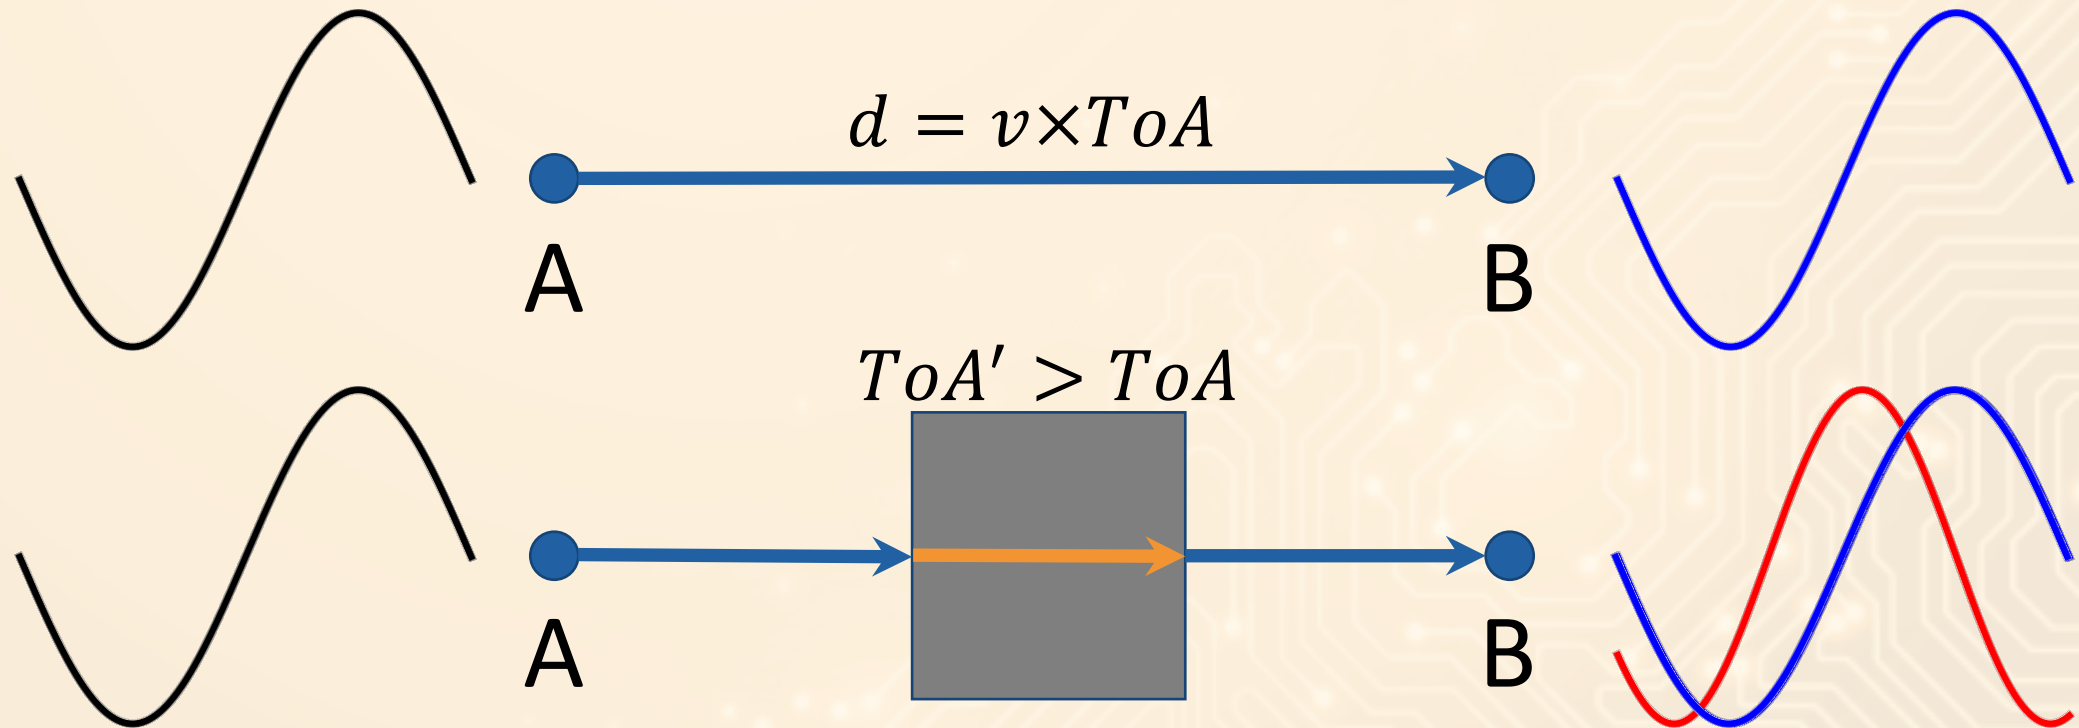 d = v×ToA
A
B
ToA′ > ToA
A
B